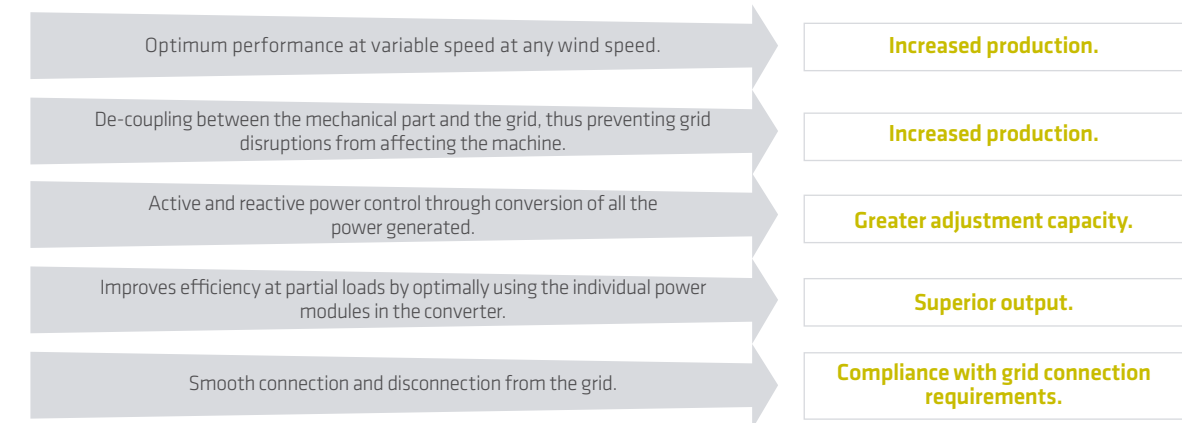 Optimum performance at variable speed at any wind speed.
Increased production.
De-coupling between the mechanical part and the grid, thus preventing grid
disruptions from affecting the machine.
Increased production.
Active and reactive power control through conversion of all the
power generated.
Greater adjustment capacity.
Improves efficiency at partial loads by optimally using the individual power
modules in the converter.
Superior output.
Smooth connection and disconnection from the grid.
Compliance with grid connection
requirements.